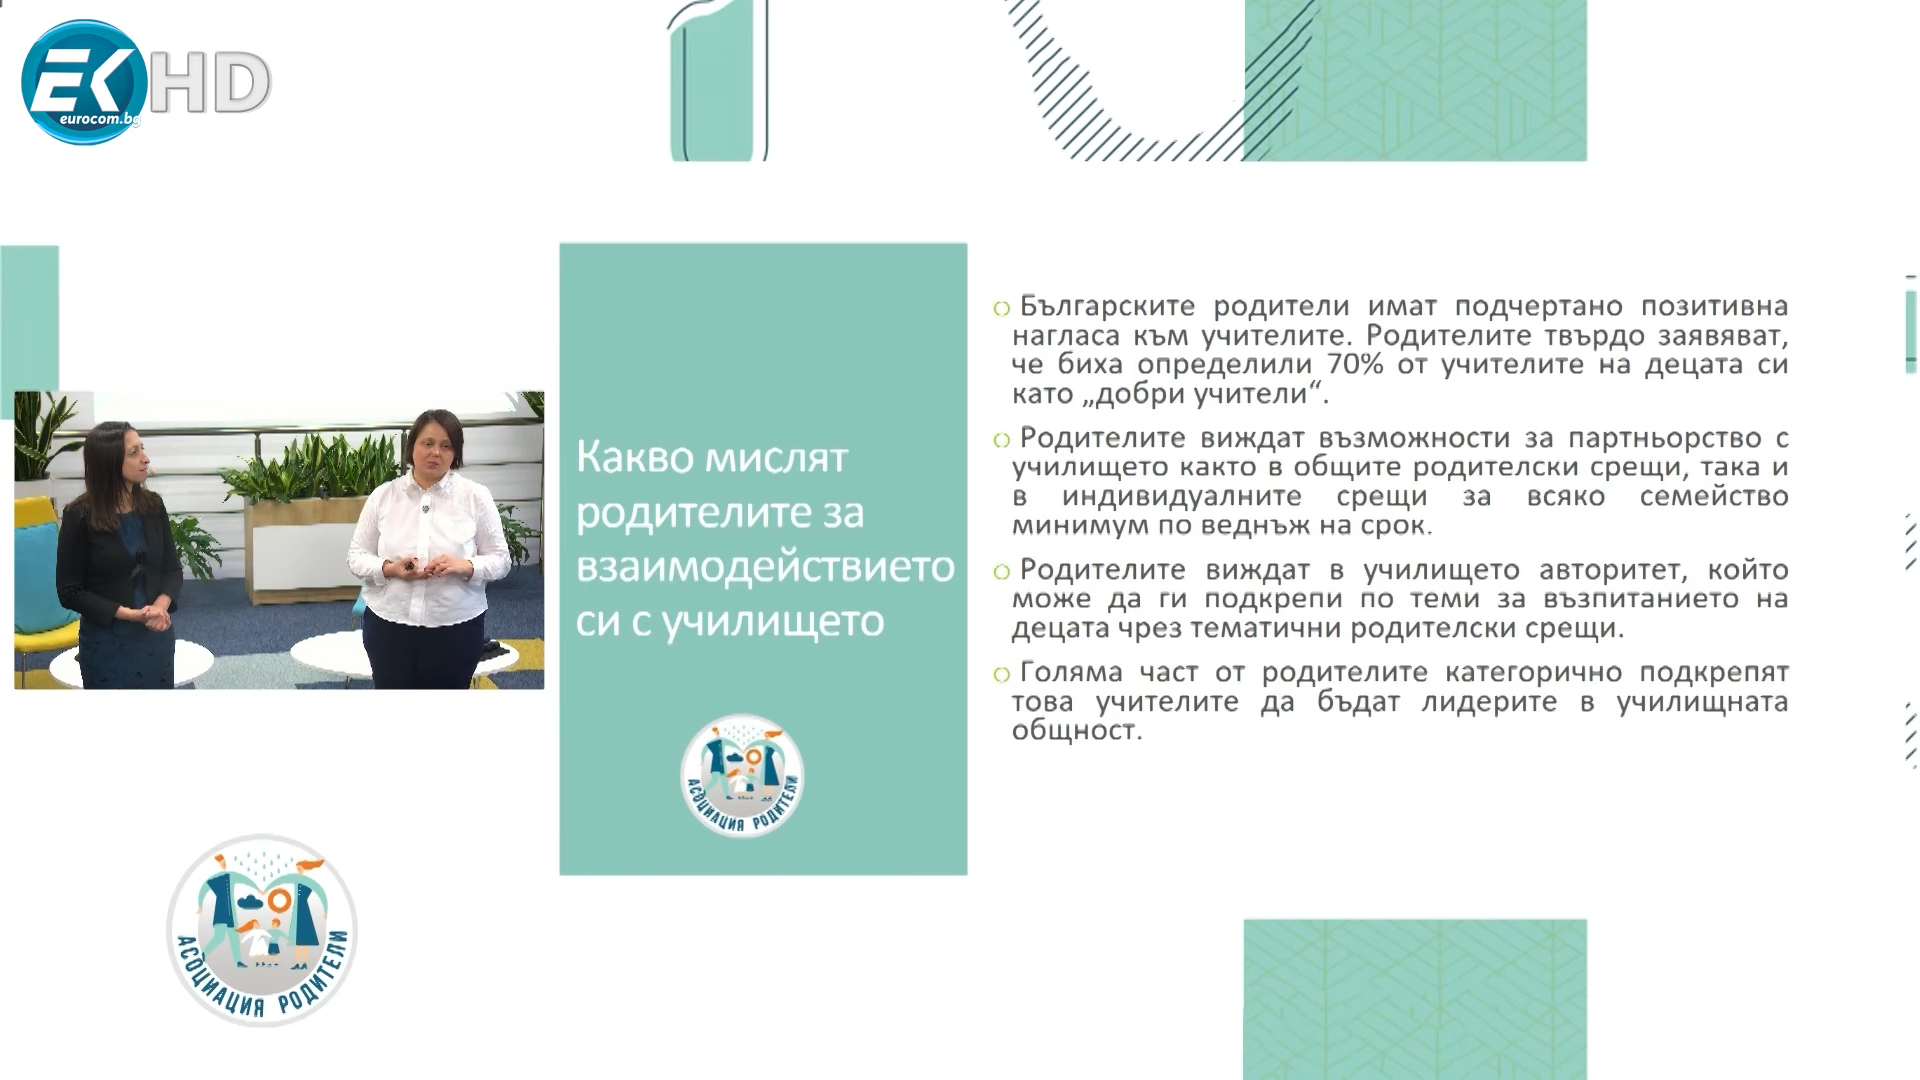 EK HD
eurocom.bg
Какво мислят
родителите за
взаимодействието
си с училището
АСОЦИАЦИЯ РОДИТЕЛИ
Българските родители имат подчертано позитивна
нагласа към учителите. Родителите твърдо заявяват,
че биха определили 70% от учителите на децата си
като „добри учители“.
Родителите виждат възможности за партньорство с
училището както в общите родителски срещи, така и
в индивидуалните срещи за всяко семейство
минимум по веднъж на срок.
Родителите виждат в училището авторитет, който
може да ги подкрепи по теми за възпитанието на
децата чрез тематични родителски срещи.
Голяма част от родителите категорично подкрепят
това учителите да бъдат лидерите в училищната
общност.
АСОЦИАЦИЯ РОДИТЕЛИ